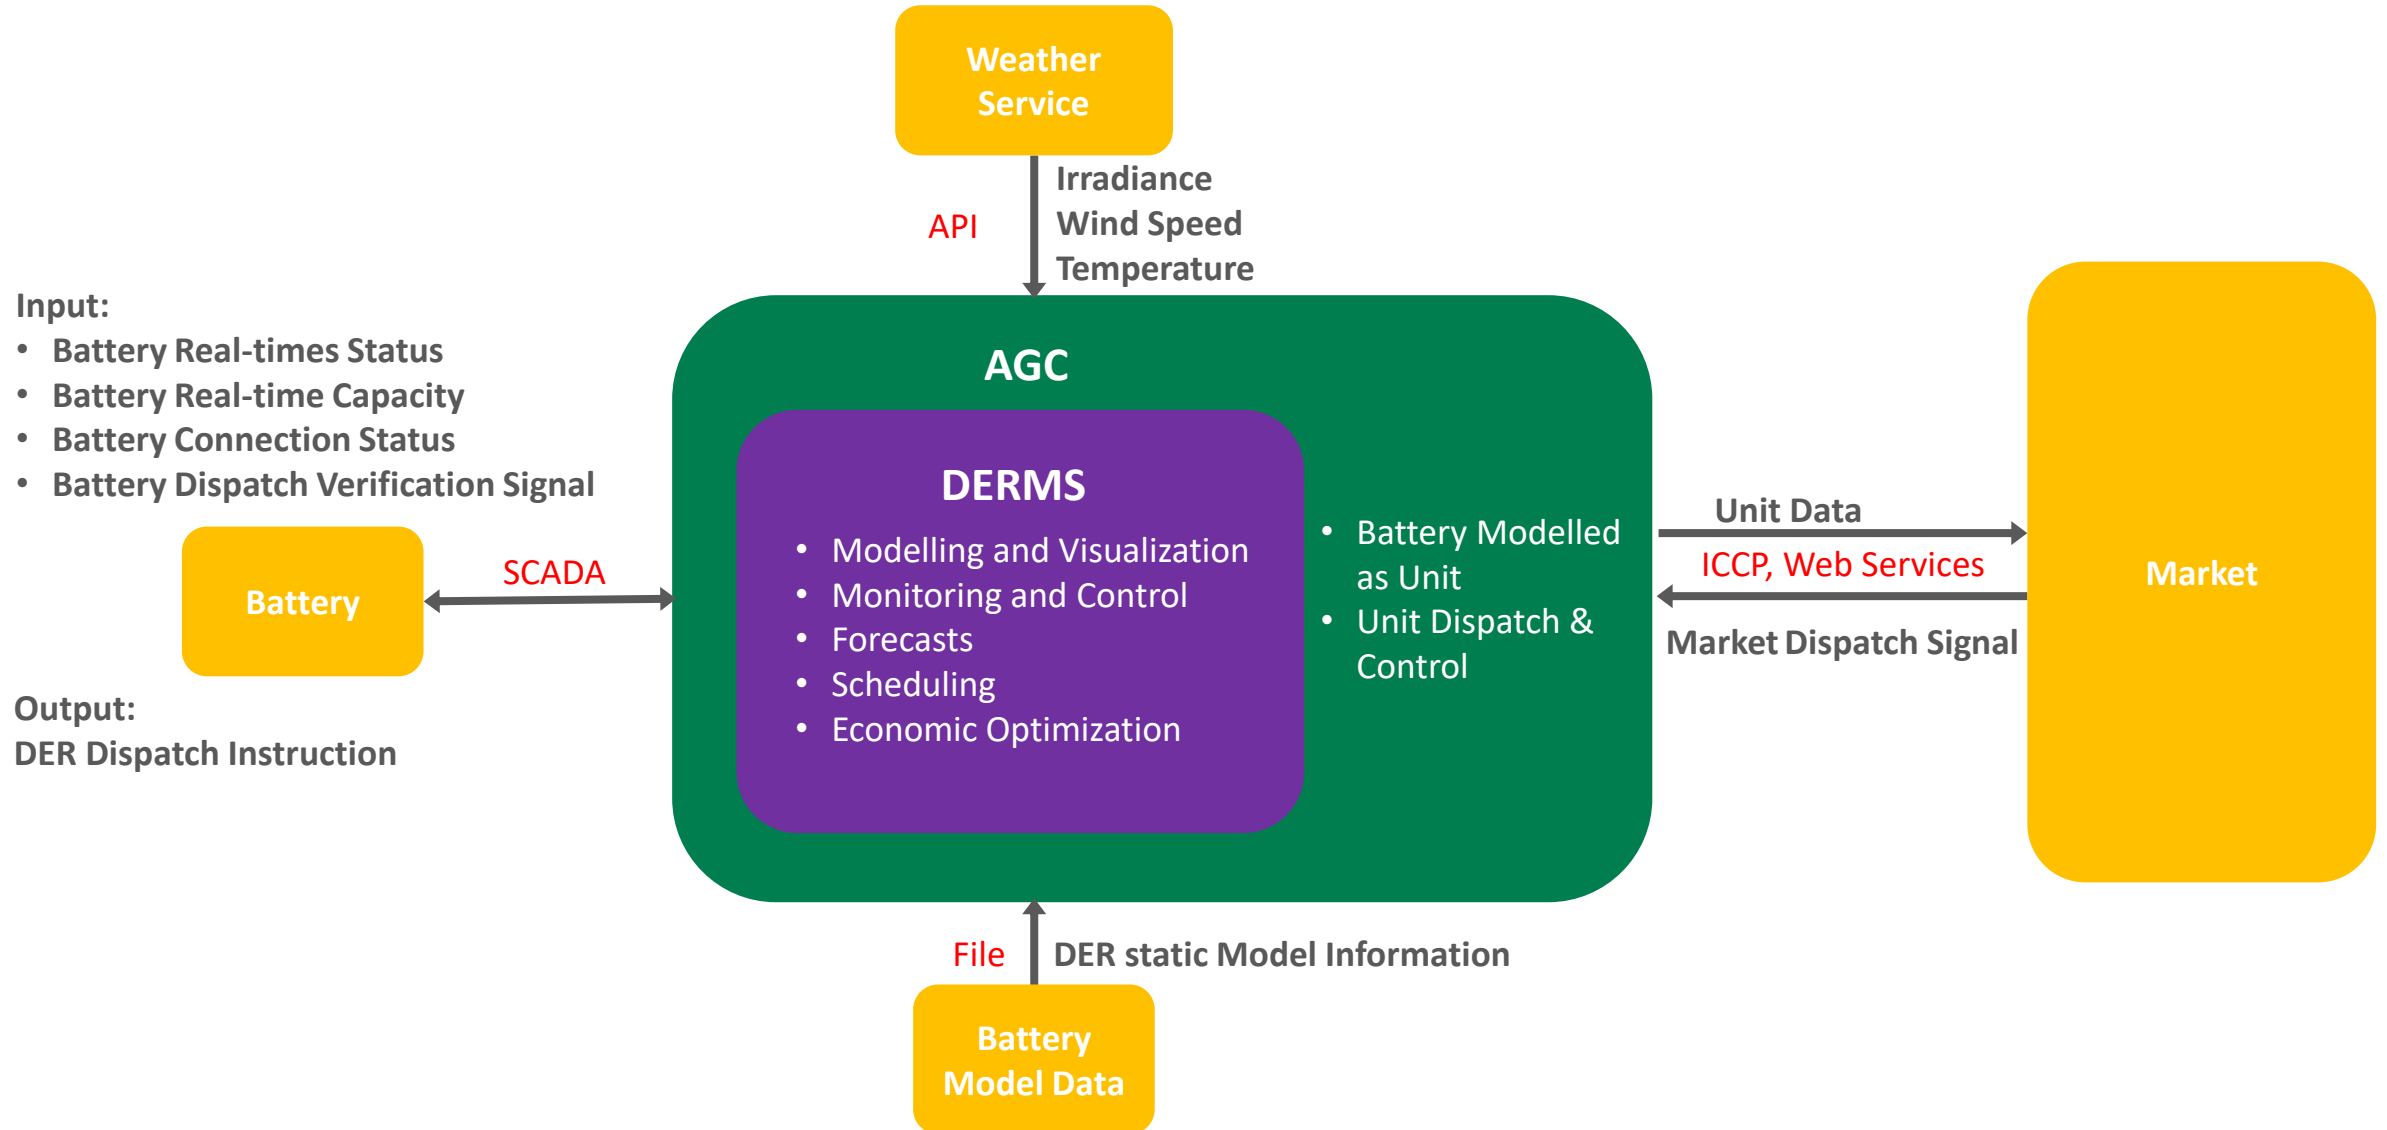 Weather
Service
API
Irradiance
Wind Speed
Temperature
Input:
• Battery Real-times Status
• Battery Real-time Capacity
• Battery Connection Status
• Battery Dispatch Verification Signal
Battery
SCADA
Output:
DER Dispatch Instruction
AGC
DERMS
• Modelling and Visualization
• Monitoring and Control
• Forecasts
• Scheduling
• Economic Optimization
• Battery Modelled
as Unit
• Unit Dispatch &
Control
Unit Data
ICCP, Web Services
Market Dispatch Signal
Market
File
DER static Model Information
Battery
Model Data